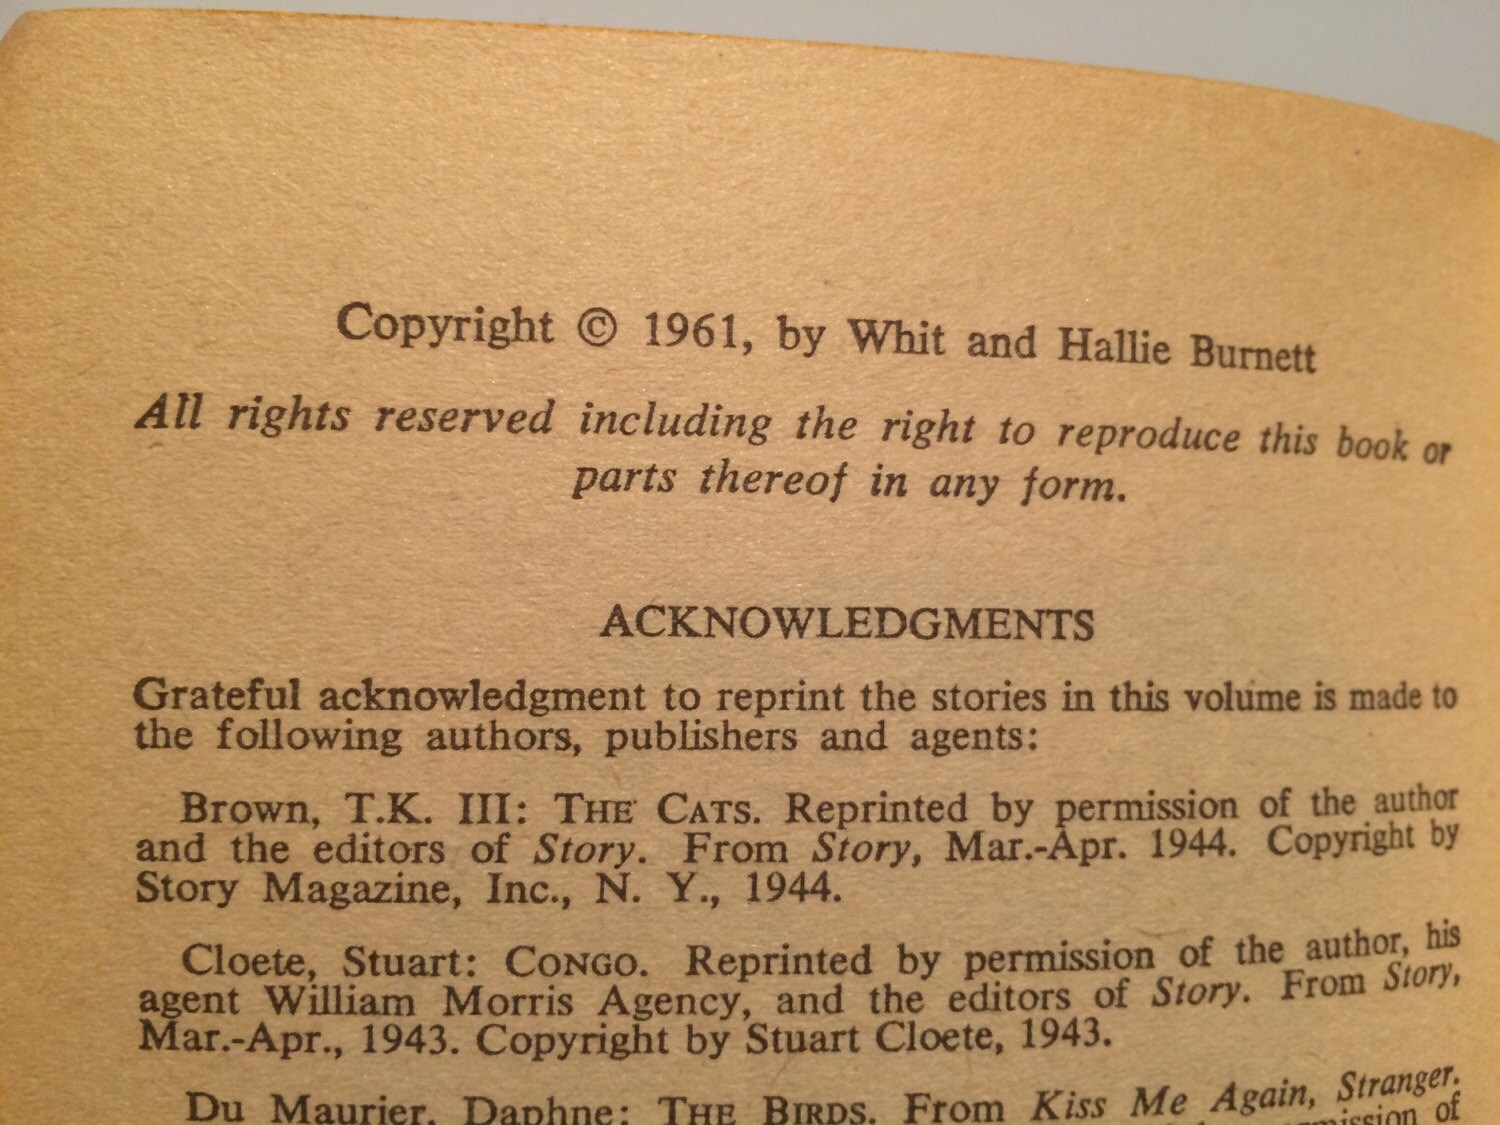 Copyright © 1961, by Whit and Hallie Burnett
All rights reserved including the right to reproduce this book or
parts thereof in any form.
ACKNOWLEDGMENTS
Grateful acknowledgment to reprint the stories in this volume is made to
the following authors, publishers and agents:
Brown, T.K. III: THE CATS. Reprinted by permission of the author
and the editors of Story. From Story, Mar.-Apr. 1944. Copyright by
Story Magazine, Inc., N. Y., 1944.
Cloete, Stuart: CONGO. Reprinted by permission of the author, his
agent William Morris Agency, and the editors of Story. From Story,
Mar.-Apr., 1943. Copyright by Stuart Cloete, 1943.
Du Maurier, Daphne: THE BIRDS. From Kiss Me Again, Stranger.
of